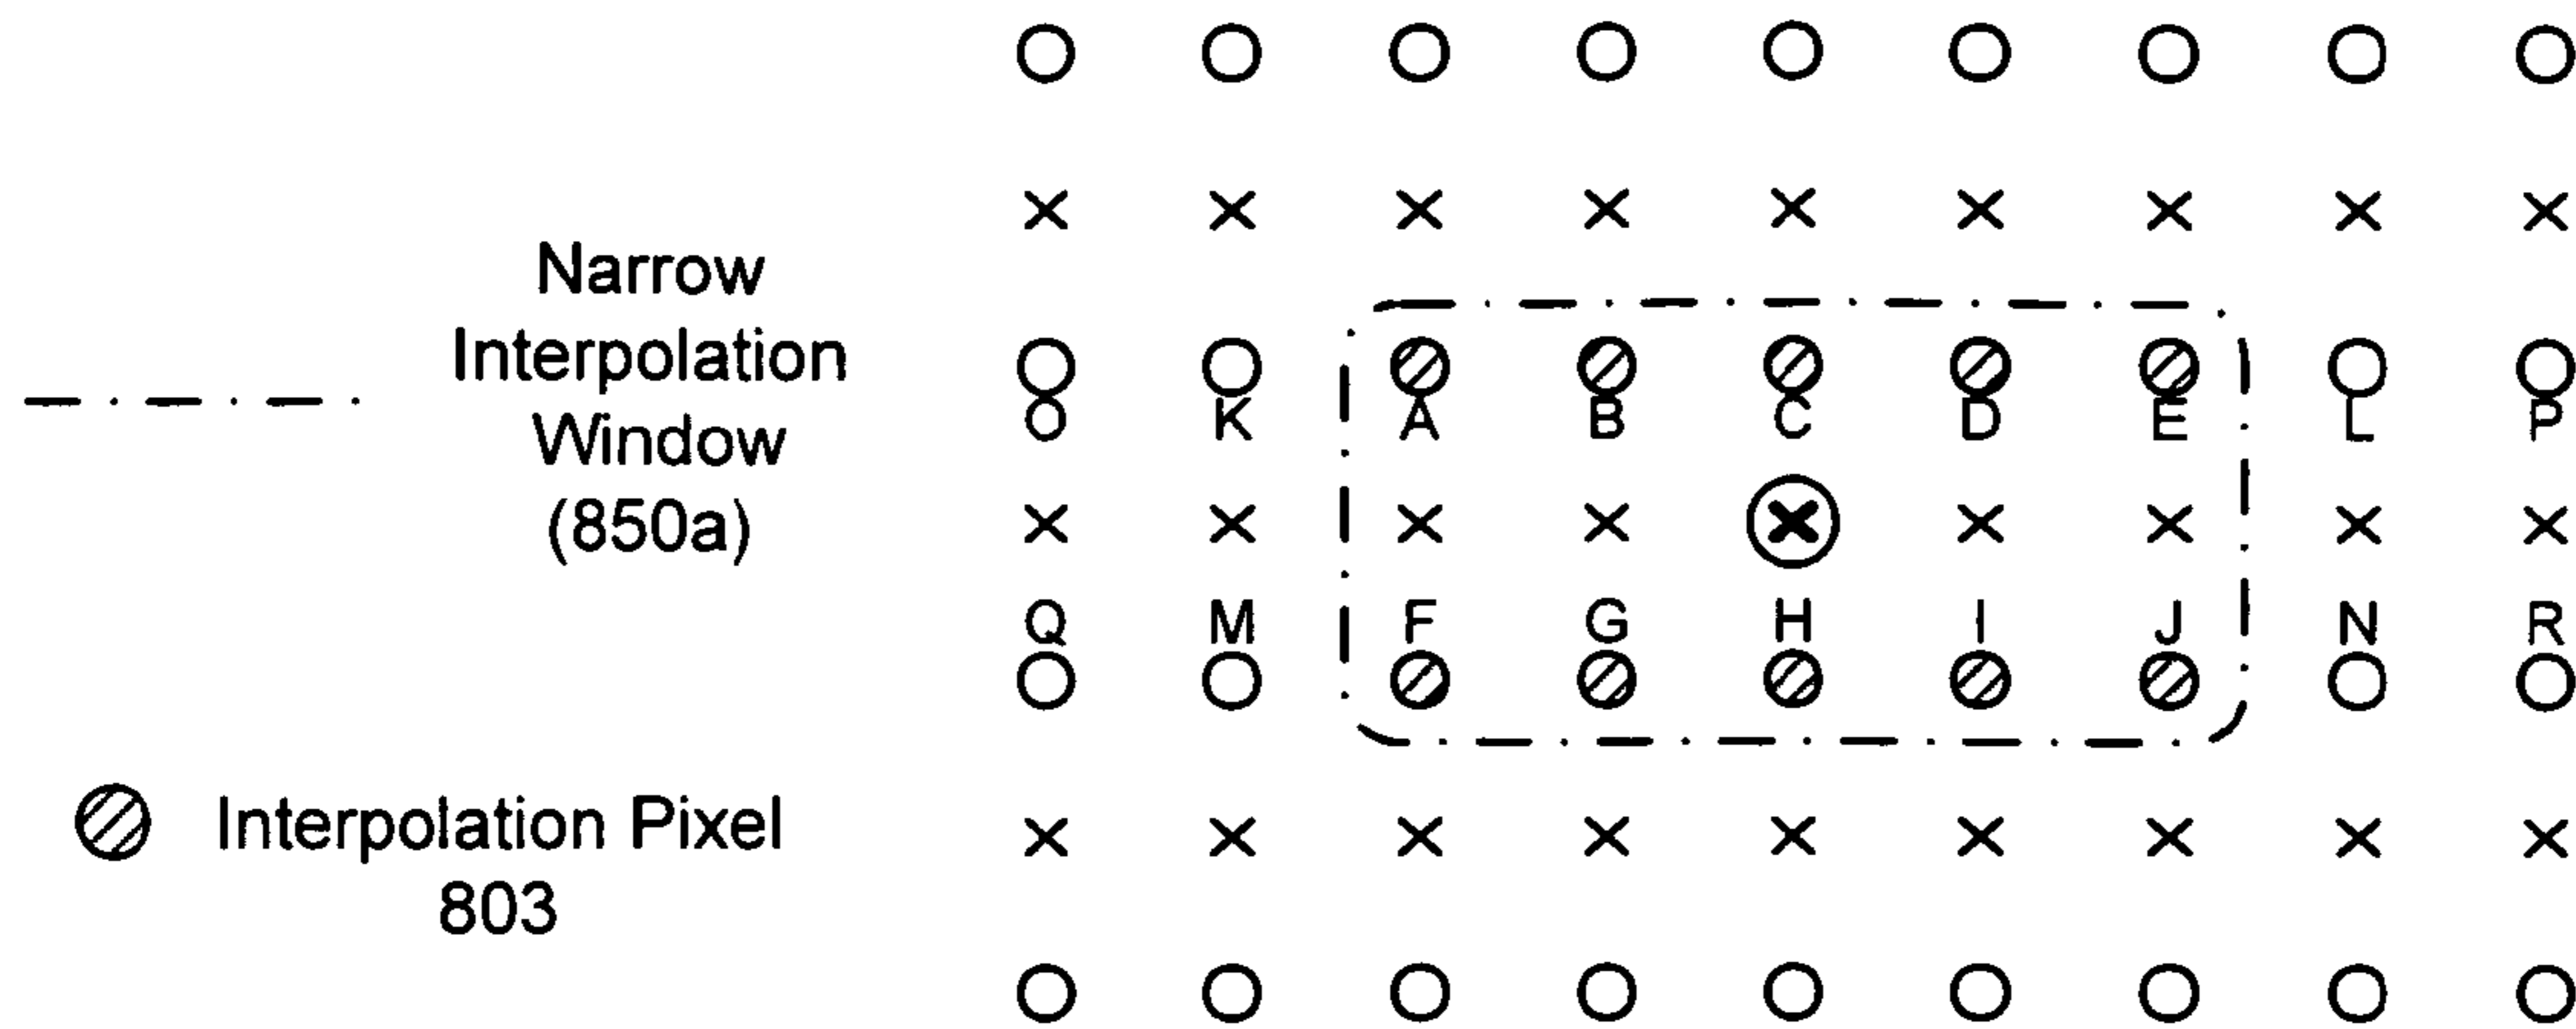 Narrow
Interpolation
Window
(850a)
O K A B C D E L P
Q M F G H I J N R
Interpolation Pixel
803